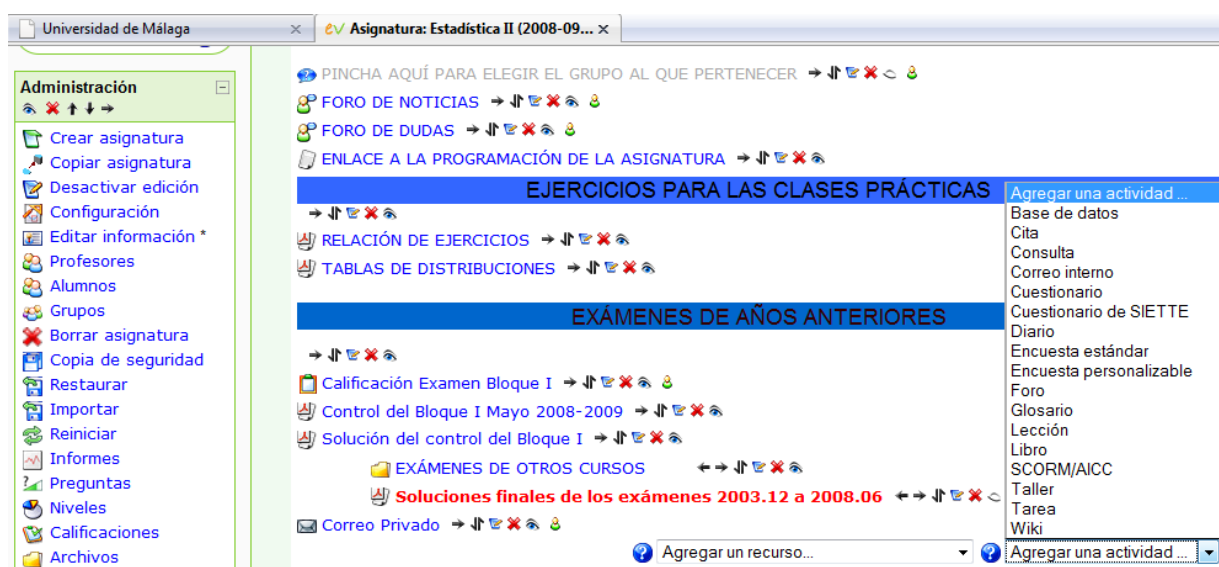 Universidad de Málaga
Asignatura: Estadística II (2008-09...
Administración
Crear asignatura
Copiar asignatura
Desactivar edición
Configuración
Editar información *
Profesores
Alumnos
Grupos
Borrar asignatura
Copia de seguridad
Restaurar
Importar
Reiniciar
Informes
Preguntas
Niveles
Calificaciones
Archivos
PINCHA AQUÍ PARA ELEGIR EL GRUPO AL QUE PERTENECER
FORO DE NOTICIAS
FORO DE DUDAS
ENLACE A LA PROGRAMACIÓN DE LA ASIGNATURA
EJERCICIOS PARA LAS CLASES PRÁCTICAS
RELACIÓN DE EJERCICIOS
TABLAS DE DISTRIBUCIONES
EXÁMENES DE AÑOS ANTERIORES
Calificación Examen Bloque I
Control del Bloque I Mayo 2008-2009
Solución del control del Bloque I
EXÁMENES DE OTROS CURSOS
Soluciones finales de los exámenes 2003.12 a 2008.06
Correo Privado
Agregar un recurso...
Agregar una actividad ...
Base de datos
Cita
Consulta
Correo interno
Cuestionario
Cuestionario de SIETTE
Diario
Encuesta estándar
Encuesta personalizable
Foro
Glosario
Lección
Libro
SCORM/AICC
Taller
Tarea
Wiki
Agregar una actividad ...